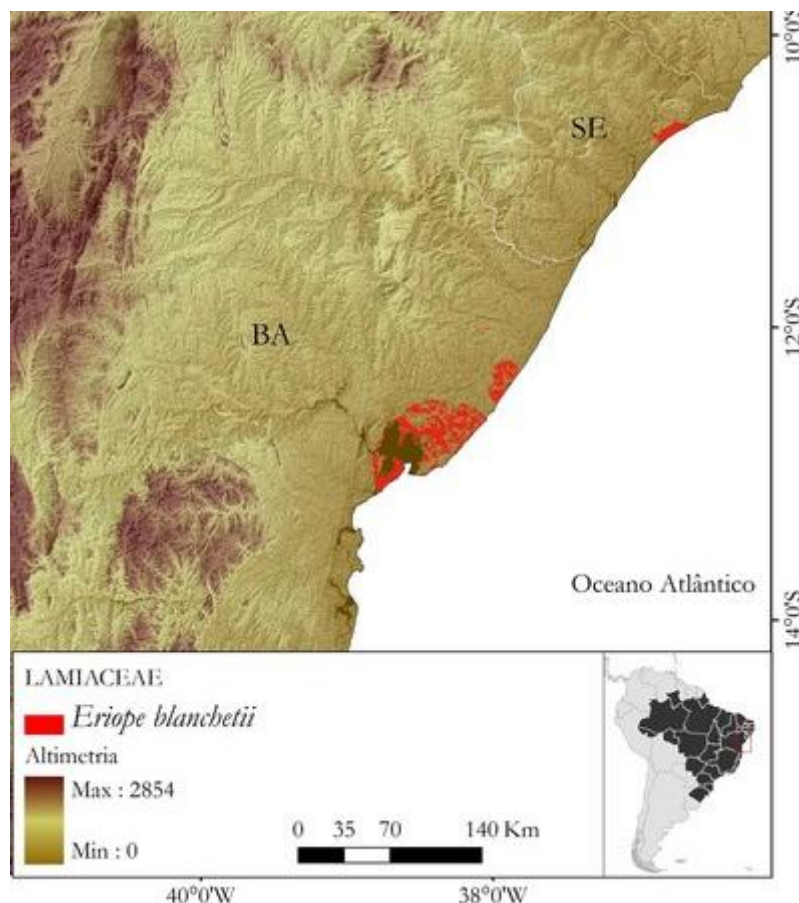 10°0'S
SE
12°0'S
BA
Oceano Atlântico
14°0'S
LAMIACEAE
Eriope blanchetii
Altimetria
Max : 2854
Min : 0
0 35 70 140 Km
40°0'W 38°0'W